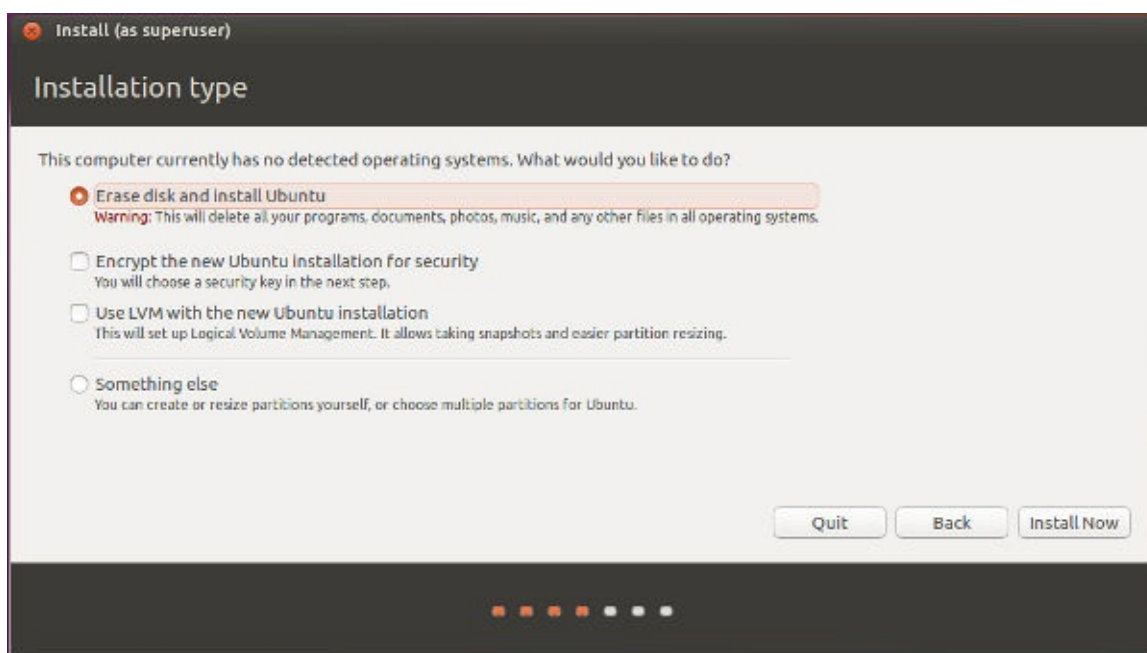 Install (as superuser)
Installation type
This computer currently has no detected operating systems. What would you like to do?
Erase disk and install Ubuntu
Warning: This will delete all your programs, documents, photos, music, and any other files in all operating systems.
Encrypt the new Ubuntu installation for security
You will choose a security key in the next step.
Use LVM with the new Ubuntu installation
This will set up Logical Volume Management. It allows taking snapshots and easier partition resizing.
Something else
You can create or resize partitions yourself, or choose multiple partitions for Ubuntu.
Quit Back Install Now